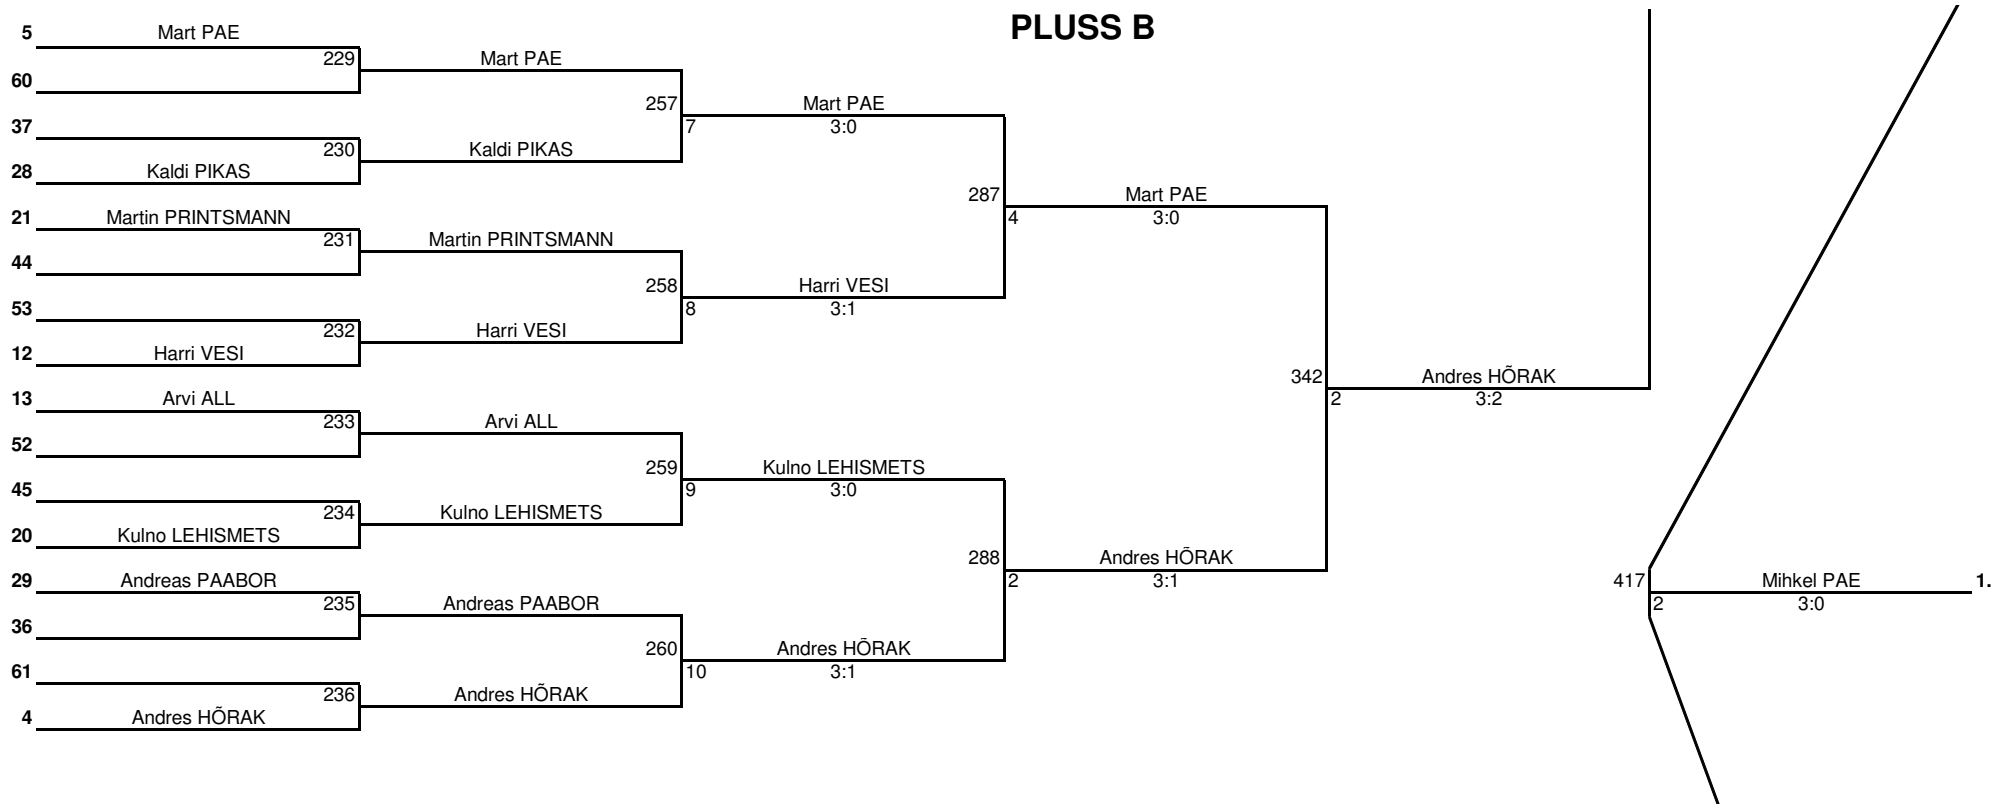 PLUSS B
5 Mart PAE
229 Mart PAE
60
257 Mart PAE
7 3:0
37
230 Kaldi PIKAS
28 Kaldi PIKAS
287 Mart PAE
4 3:0
21 Martin PRINTSMANN
231 Martin PRINTSMANN
44
258 Harri VESI
8 3:1
53
232 Harri VESI
12 Harri VESI
342 Andres HÕRAK
2 3:2
13 Arvi ALL
233 Arvi ALL
52
259 Kulno LEHISMETS
9 3:0
45
234 Kulno LEHISMETS
20 Kulno LEHISMETS
288 Andres HÕRAK
2 3:1
29 Andreas PAABOR
235 Andreas PAABOR
36
260 Andres HÕRAK
10 3:1
61
236 Andres HÕRAK
4 Andres HÕRAK
417 Mihkel PAE 1.
2 3:0